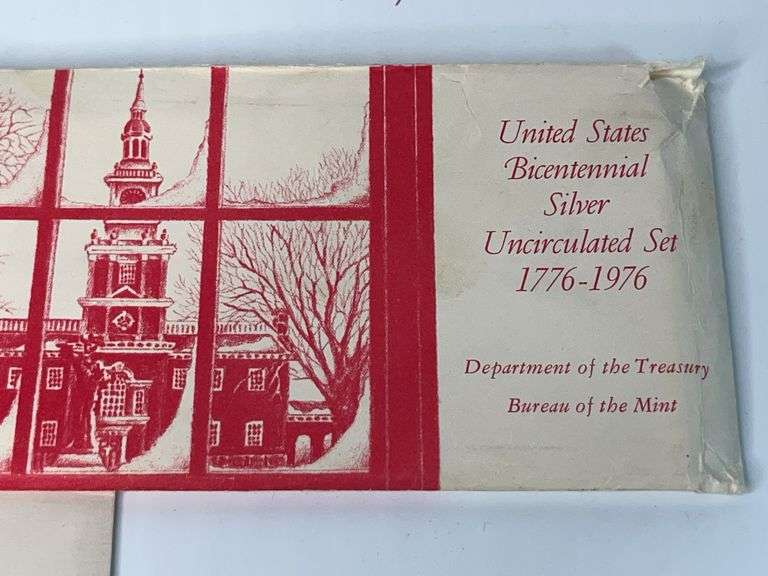 United States
Bicentennial
Silver
Uncirculated Set
1776-1976
Department of the Treasury
Bureau of the Mint